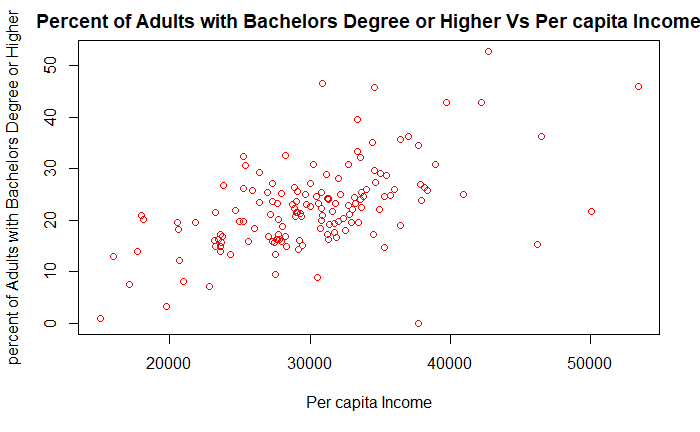 Percent of Adults with Bachelors Degree or Higher Vs Per capita Income
percent of Adults with Bachelors Degree or Higher
50
40
30
20
10
0
20000 30000 40000 50000
Per capita Income